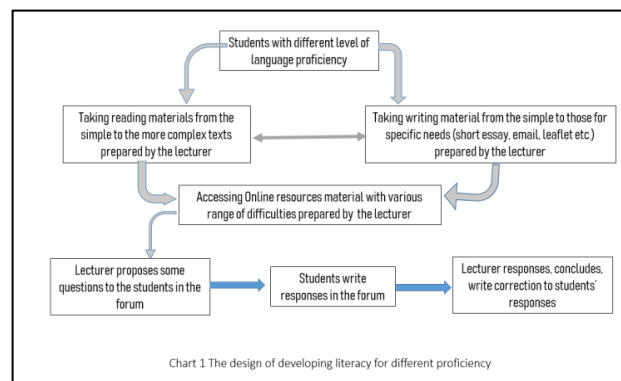 Students with different level of
language proficiency
Taking reading materials from the
simple to the more complex texts
prepared by the lecturer
Taking writing material from the simple to those for
specific needs (short essay, email, leaflet etc.)
prepared by the lecturer
Accessing Online resources material with various
range of difficulties prepared by the lecturer
Lecturer proposes some
questions to the students in the
forum
Students write
responses in the forum
Lecturer responses, concludes,
write correction to students'
responses
Chart 1 The design of developing literacy for different proficiency